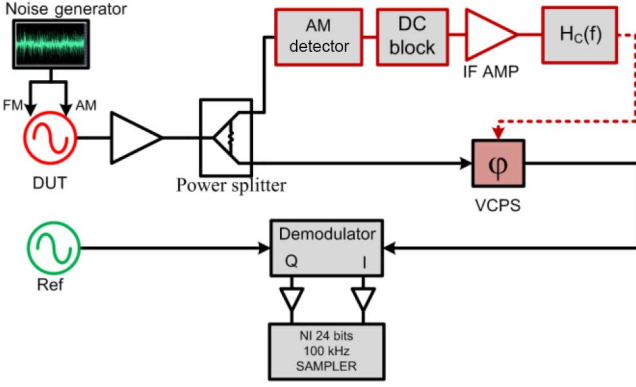 Noise generator
FM
AM
DUT
Power splitter
AM
detector
DC
block
IF AMP
H_C(f)
φ
VCPS
Ref
Demodulator
Q I
NI 24 bits
100 kHz
SAMPLER